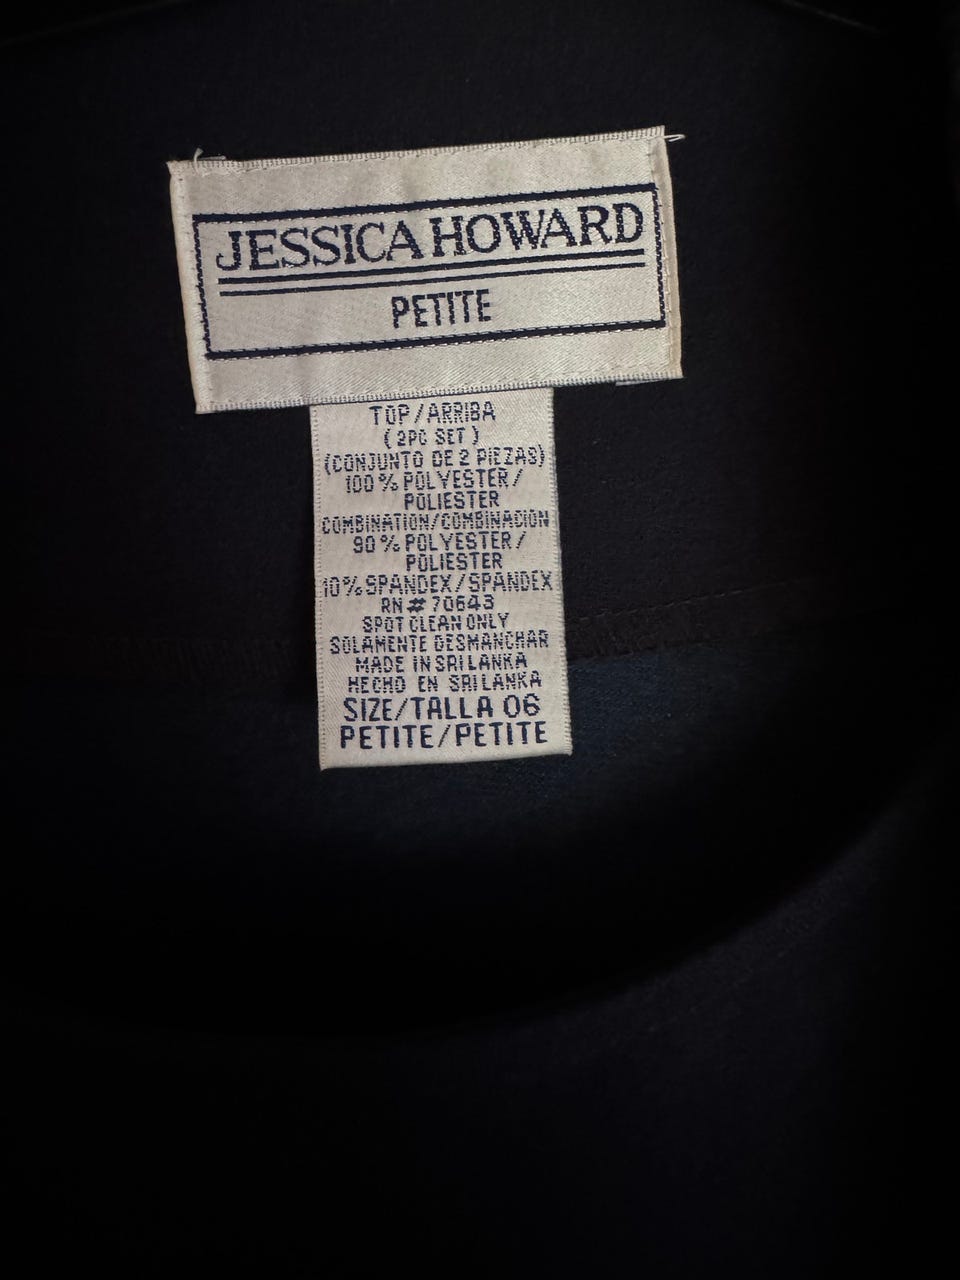 JESSICA HOWARD
PETITE
TOP/ARRIBA
(2PC SET)
(CONJUNTO DE 2 PIEZAS)
100% POLYESTER/
POLIESTER
COMBINATION/COMBINACION
90% POLYESTER/
POLIESTER
10% SPANDEX/SPANDEX
RN# 70643
SPOT CLEAN ONLY
SOLAMENTE DESMANCHAR
MADE IN SRI LANKA
HECHO EN SRI LANKA
SIZE/TALLA 06
PETITE/PETITE